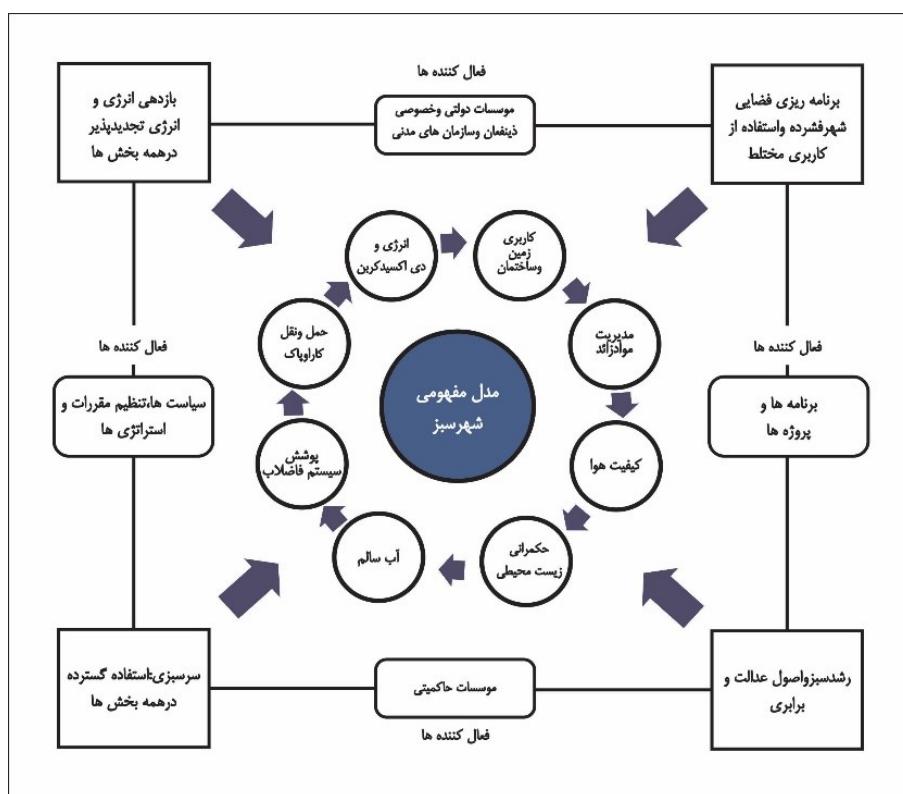 فعال کننده ها
برنامه ریزی فضایی
شهرفشرده واستفاده از
کاربری مختلط
موسسات دولتی وخصوصی
ذینفعان وسازمان های مدنی
بازدهی انرژی و
انرژی تجدیدپذیر
درهمه بخش ها
کاربری
زمین
وساختمان
انرژی و
دی اکسیدکربن
مدیریت
موادزائد
حمل ونقل
کاراوپاک
فعال کننده ها
فعال کننده ها
مدل مفهومی
شهرسبز
برنامه ها و
پروژه ها
سیاست ها،تنظیم مقررات و
استراتژی ها
کیفیت هوا
پوشش
سیستم فاضلاب
حکمرانی
زیست محیطی
آب سالم
رشدسبزواصول عدالت و
برابری
موسسات حاکمیتی
سرسبزی:استفاده گسترده
درهمه بخش ها
فعال کننده ها